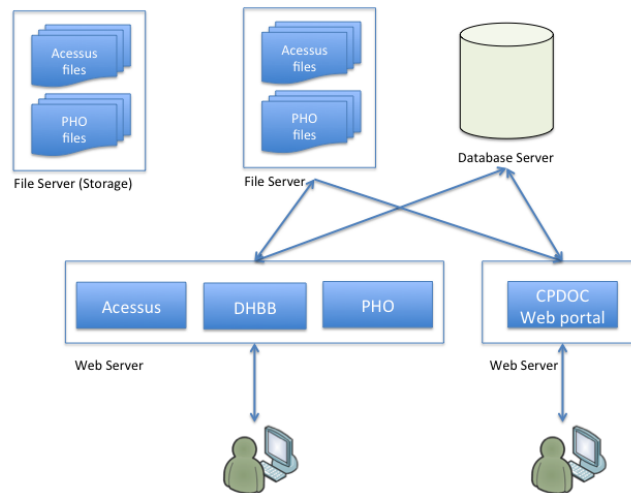 Acessus
files
PHO
files
File Server (Storage)
Acessus
files
PHO
files
File Server
Database Server
Acessus
DHBB
PHO
Web Server
CPDOC
Web portal
Web Server